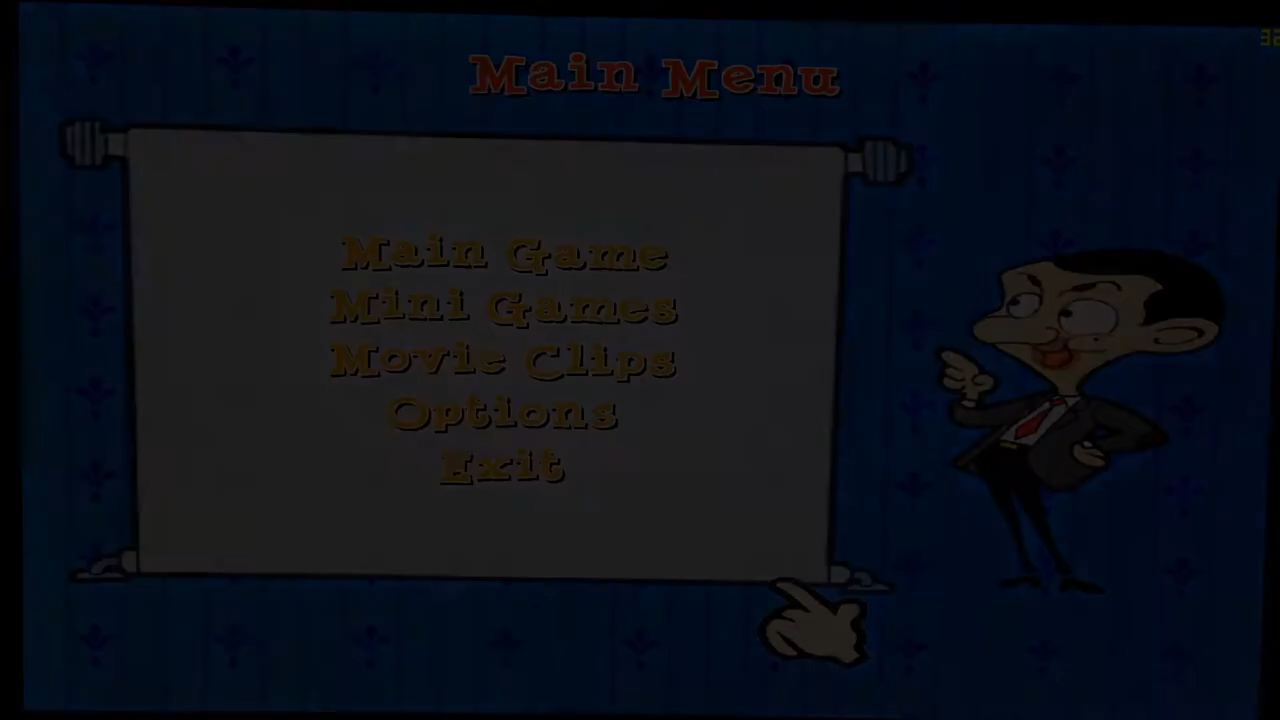 Main Menu
Main Game
Mini Games
Movie Clips
Options
Exit